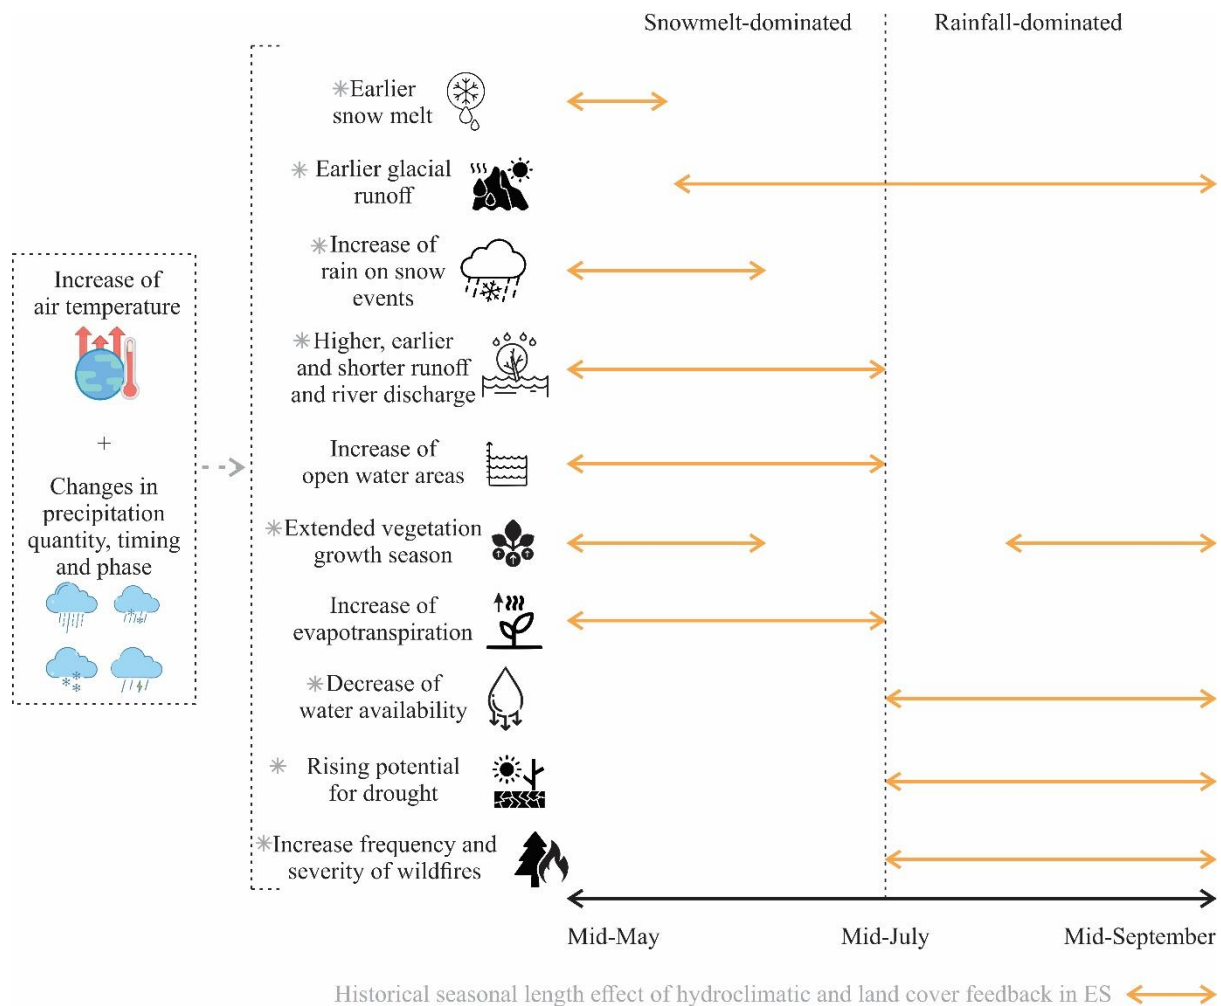 Snowmelt-dominated
Rainfall-dominated
Increase of
air temperature
+
Changes in
precipitation
quantity, timing
and phase
*Earlier
snow melt
* Earlier glacial
runoff
*Increase of
rain on snow
events
*Higher, earlier
and shorter runoff
and river discharge
Increase of
open water areas
*Extended vegetation
growth season
Increase of
evapotranspiration
*Decrease of
water availability
* Rising potential
for drought
*Increase frequency and
severity of wildfires
Mid-May
Mid-July
Mid-September
Historical seasonal length effect of hydroclimatic and land cover feedback in ES